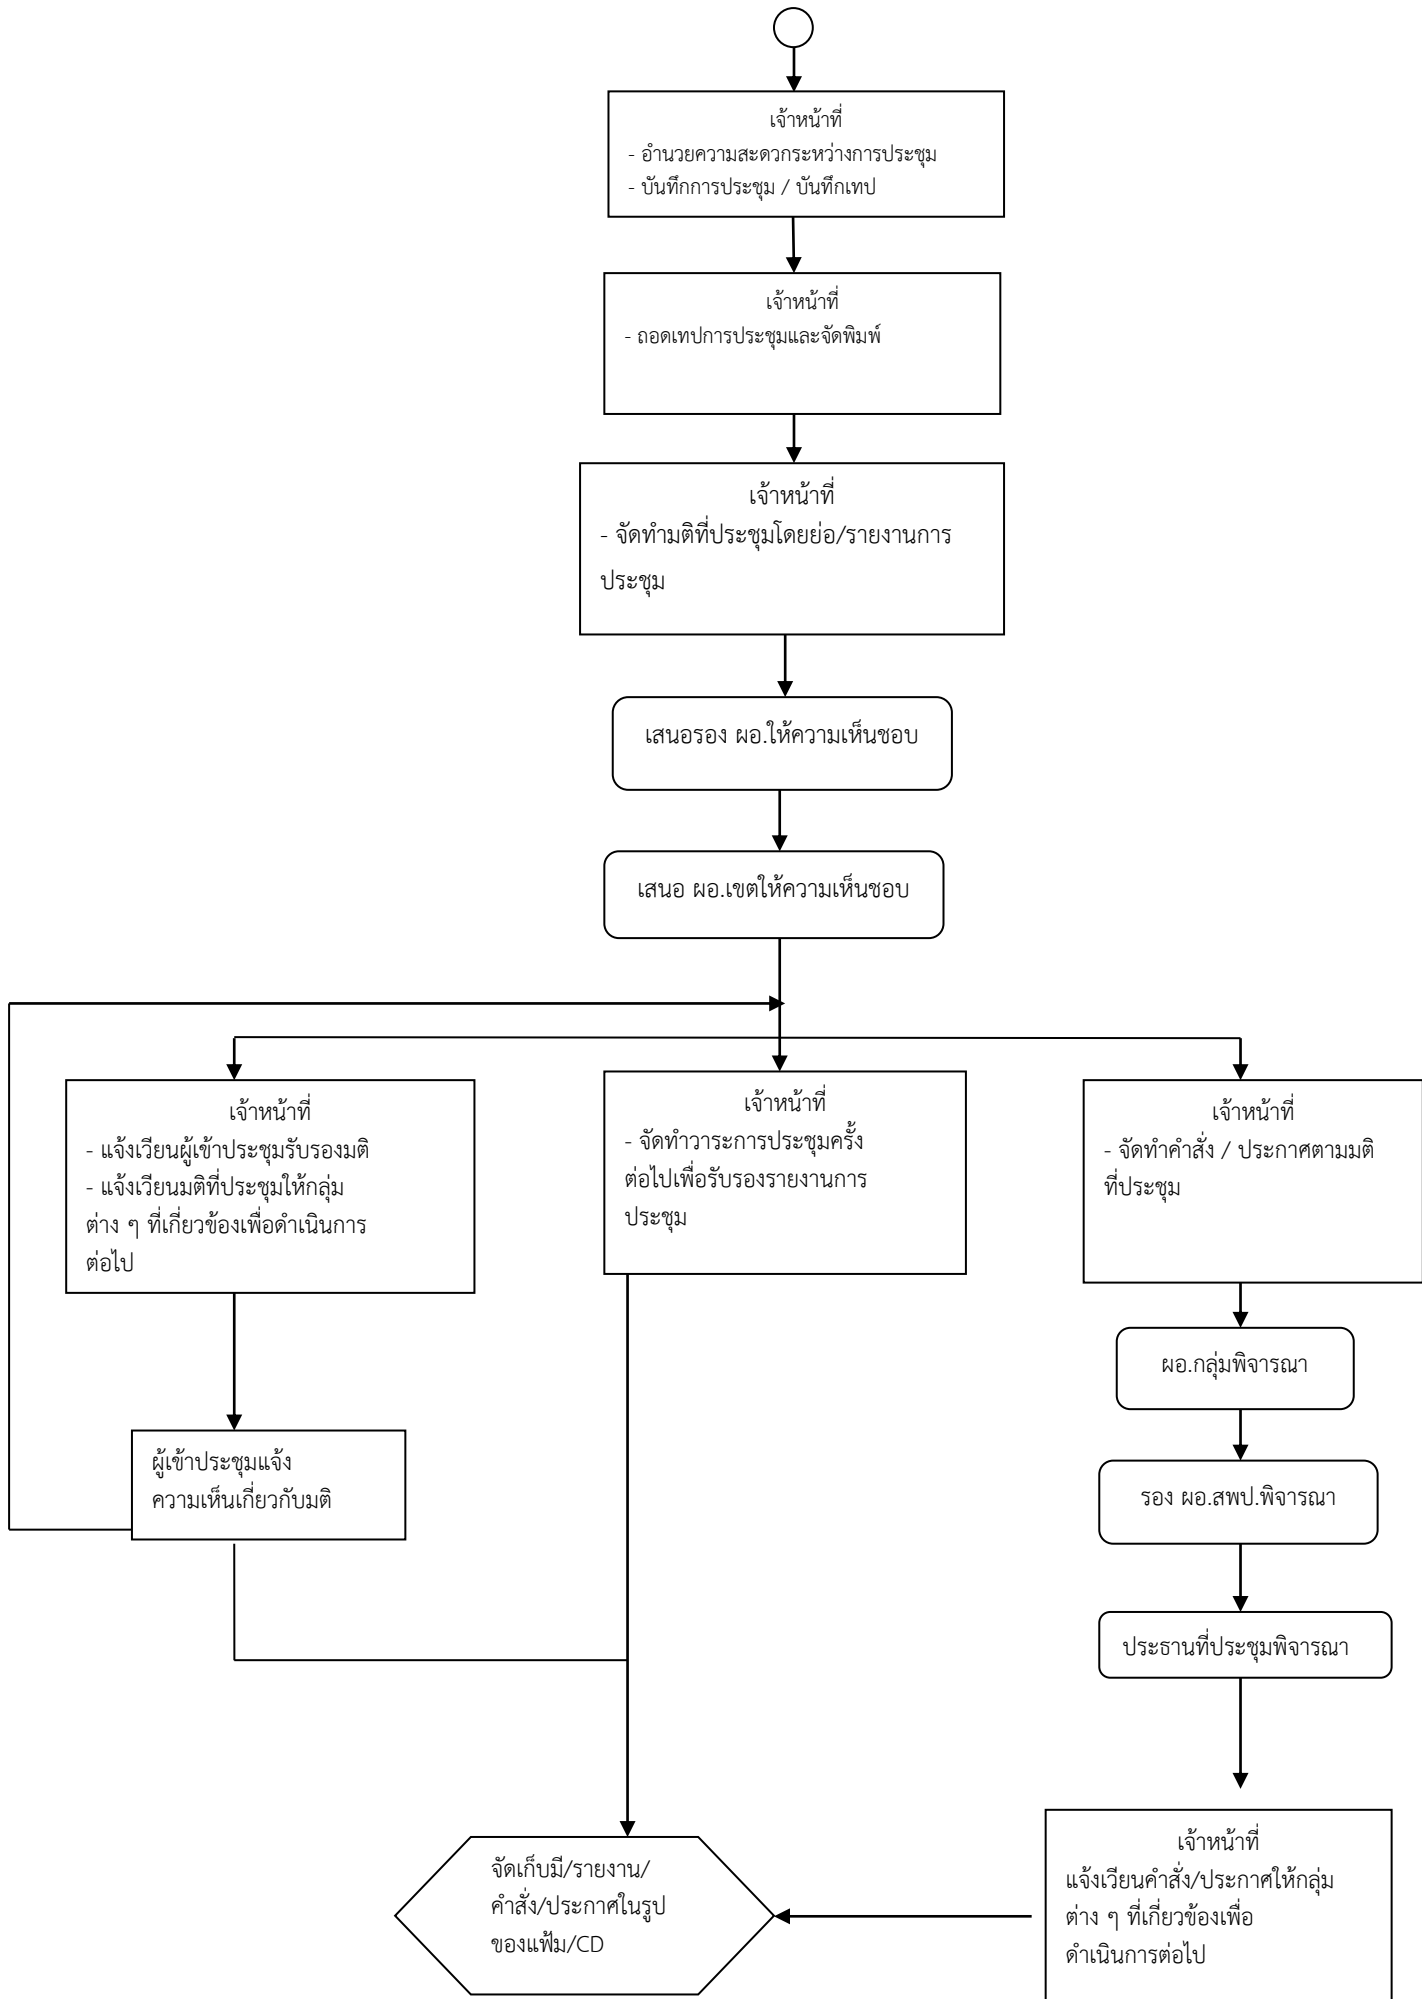 เจ้าหน้าที่
- อำนวยความสะดวกระหว่างการประชุม
- บันทึกการประชุม / บันทึกเทป
เจ้าหน้าที่
- ถอดเทปการประชุมและจัดพิมพ์
เจ้าหน้าที่
- จัดทำมติที่ประชุมโดยย่อ/รายงานการ
ประชุม
เสนอรอง ผอ.ให้ความเห็นชอบ
เสนอ ผอ.เขตให้ความเห็นชอบ
เจ้าหน้าที่
- แจ้งเวียนผู้เข้าประชุมรับรองมติ
- แจ้งเวียนมติที่ประชุมให้กลุ่ม
ต่าง ๆ ที่เกี่ยวข้องเพื่อดำเนินการ
ต่อไป
เจ้าหน้าที่
- จัดทำวาระการประชุมครั้ง
ต่อไปเพื่อรับรองรายงานการ
ประชุม
เจ้าหน้าที่
- จัดทำคำสั่ง / ประกาศตามมติ
ที่ประชุม
ผอ.กลุ่มพิจารณา
ผู้เข้าประชุมแจ้ง
ความเห็นเกี่ยวกับมติ
รอง ผอ.สพป.พิจารณา
ประธานที่ประชุมพิจารณา
จัดเก็บมี/รายงาน/
คำสั่ง/ประกาศในรูป
ของแฟ้ม/CD
เจ้าหน้าที่
แจ้งเวียนคำสั่ง/ประกาศให้กลุ่ม
ต่าง ๆ ที่เกี่ยวข้องเพื่อ
ดำเนินการต่อไป